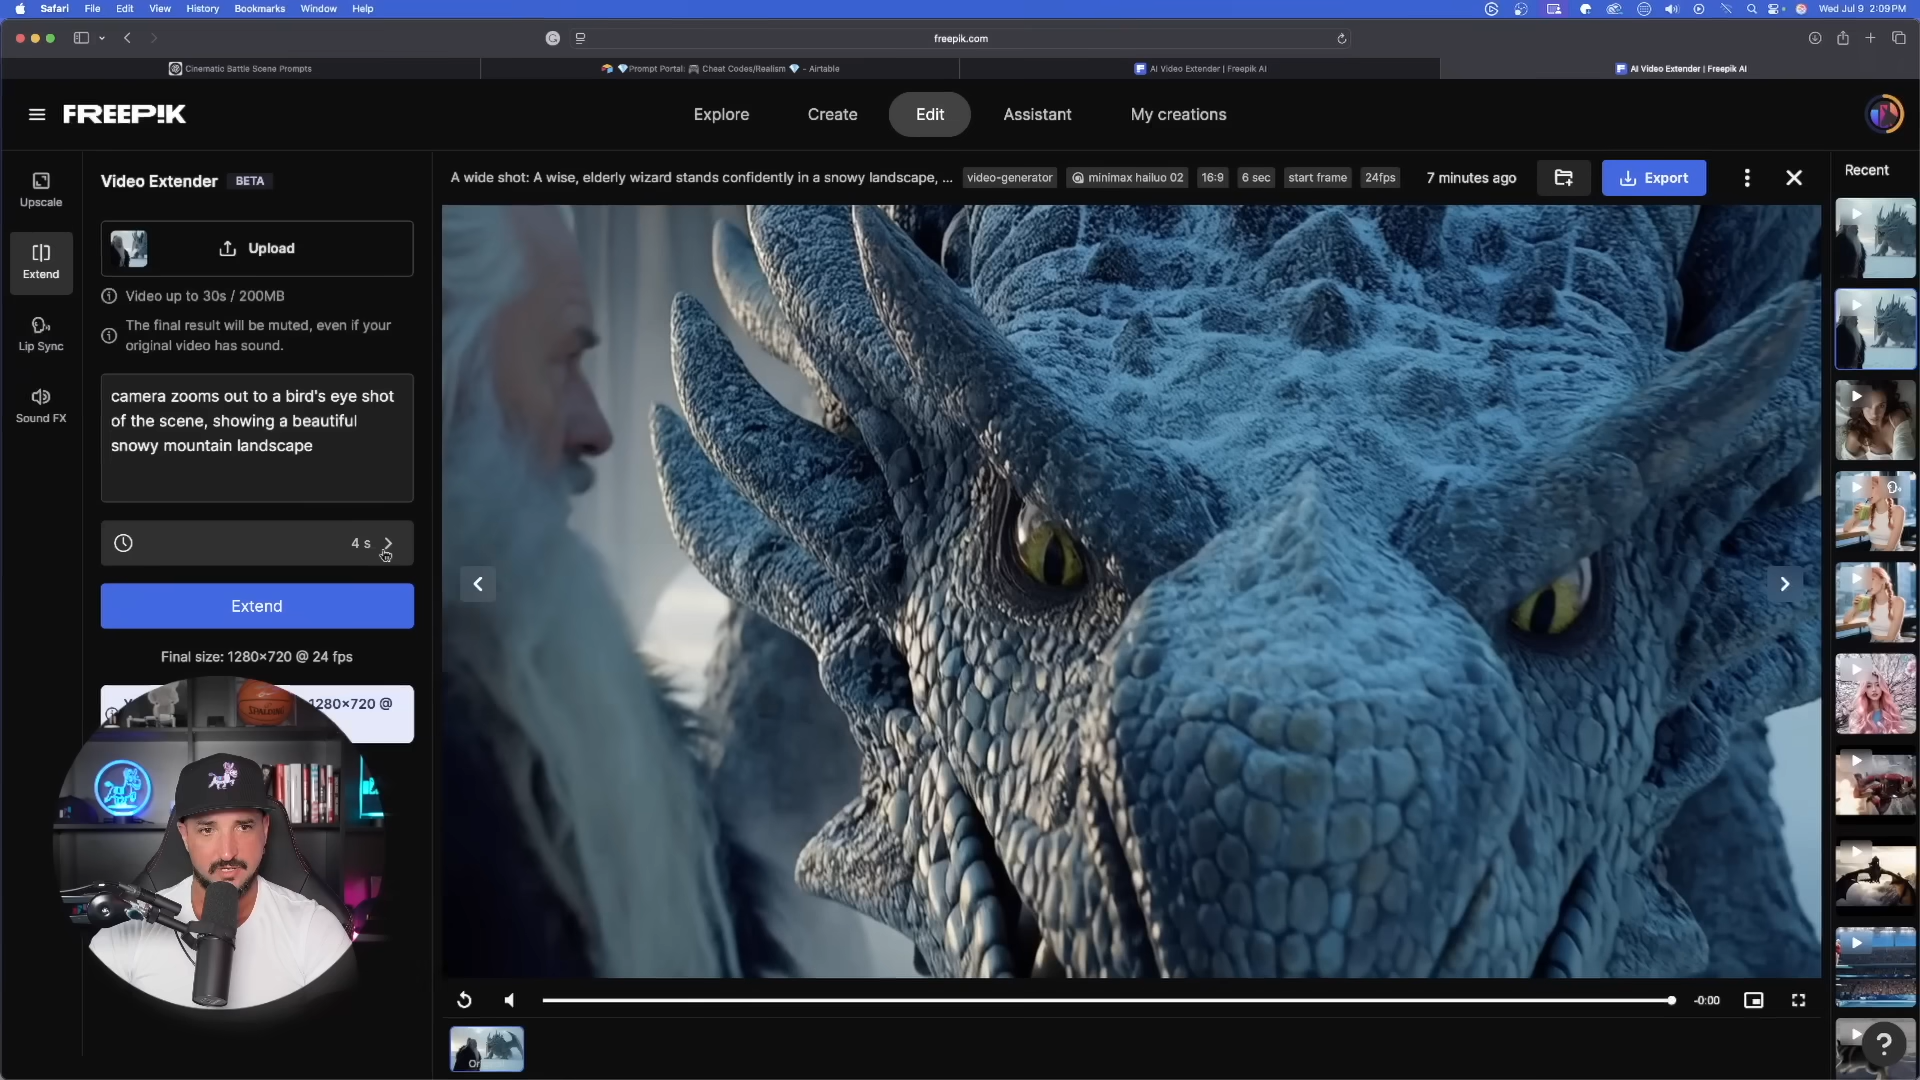 Safari File Edit View History Bookmarks Window Help
Wed Jul 9 2:09PM
freepik.com
Cinematic Battle Scene Prompts
💎Prompt Portal: 🎮 Cheat Codes/Realism 💎 - Airtable
AI Video Extender | Freepik AI
AI Video Extender | Freepik AI
FREEP!K
Explore
Create
Edit
Assistant
My creations
Upscale
Extend
Lip Sync
Sound FX
Video Extender BETA
Upload
Video up to 30s / 200MB
The final result will be muted, even if your
original video has sound.
camera zooms out to a bird's eye shot
of the scene, showing a beautiful
snowy mountain landscape
4 s
Extend
Final size: 1280×720 @ 24 fps
1280×720 @
A wide shot: A wise, elderly wizard stands confidently in a snowy landscape, ...
video-generator
minimax hailuo 02
16:9
6 sec
start frame
24fps
7 minutes ago
Export
Recent
-0:00
?